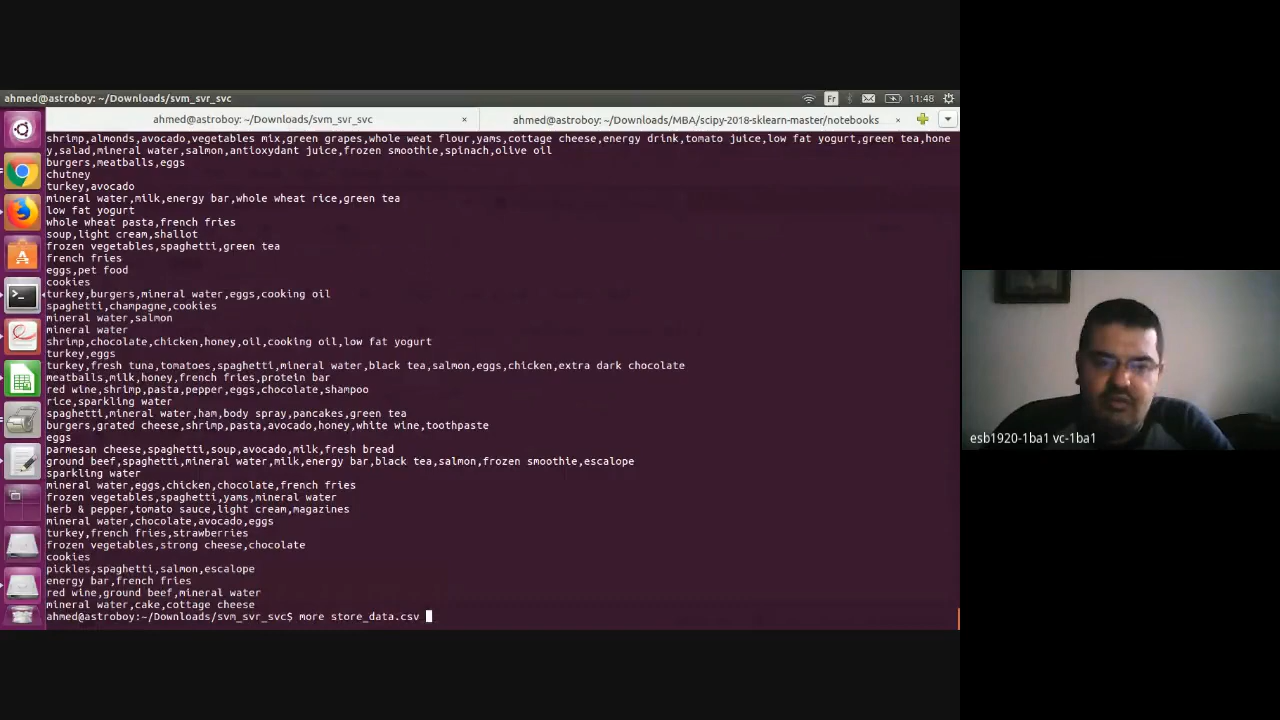 ahmed@astroboy: ~/Downloads/svm_svr_svc
Fr
11:48
ahmed@astroboy: ~/Downloads/svm_svr_svc ×
ahmed@astroboy: ~/Downloads/MBA/scipy-2018-sklearn-master/notebooks ×
shrimp,almonds,avocado,vegetables mix,green grapes,whole weat flour,yams,cottage cheese,energy drink,tomato juice,low fat yogurt,green tea,hone
y,salad,mineral water,salmon,antioxydant juice,frozen smoothie,spinach,olive oil
burgers,meatballs,eggs
chutney
turkey,avocado
mineral water,milk,energy bar,whole wheat rice,green tea
low fat yogurt
whole wheat pasta,french fries
soup,light cream,shallot
frozen vegetables,spaghetti,green tea
french fries
eggs,pet food
cookies
turkey,burgers,mineral water,eggs,cooking oil
spaghetti,champagne,cookies
mineral water,salmon
mineral water
shrimp,chocolate,chicken,honey,oil,cooking oil,low fat yogurt
turkey,eggs
turkey,fresh tuna,tomatoes,spaghetti,mineral water,black tea,salmon,eggs,chicken,extra dark chocolate
meatballs,milk,honey,french fries,protein bar
red wine,shrimp,pasta,pepper,eggs,chocolate,shampoo
rice,sparkling water
spaghetti,mineral water,ham,body spray,pancakes,green tea
burgers,grated cheese,shrimp,pasta,avocado,honey,white wine,toothpaste
eggs
parmesan cheese,spaghetti,soup,avocado,milk,fresh bread
ground beef,spaghetti,mineral water,milk,energy bar,black tea,salmon,frozen smoothie,escalope
sparkling water
mineral water,eggs,chicken,chocolate,french fries
frozen vegetables,spaghetti,yams,mineral water
herb & pepper,tomato sauce,light cream,magazines
mineral water,chocolate,avocado,eggs
turkey,french fries,strawberries
frozen vegetables,strong cheese,chocolate
cookies
pickles,spaghetti,salmon,escalope
energy bar,french fries
red wine,ground beef,mineral water
mineral water,cake,cottage cheese
ahmed@astroboy:~/Downloads/svm_svr_svc$ more store_data.csv
esb1920-1ba1 vc-1ba1